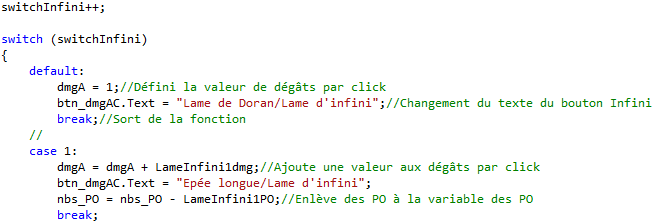 switchInfini++;
switch (switchInfini)
{
default:
dmgA = 1;//Défini la valeur de dégâts par click
btn_dmgAC.Text = "Lame de Doran/Lame d'infini";//Changement du texte du bouton Infini
break;//Sort de la fonction
//
case 1:
dmgA = dmgA + LameInfini1dmg;//Ajoute une valeur aux dégâts par click
btn_dmgAC.Text = "Epée longue/Lame d'infini";
nbs_PO = nbs_PO - LameInfini1PO;//Enlève des PO à la variable des PO
break;